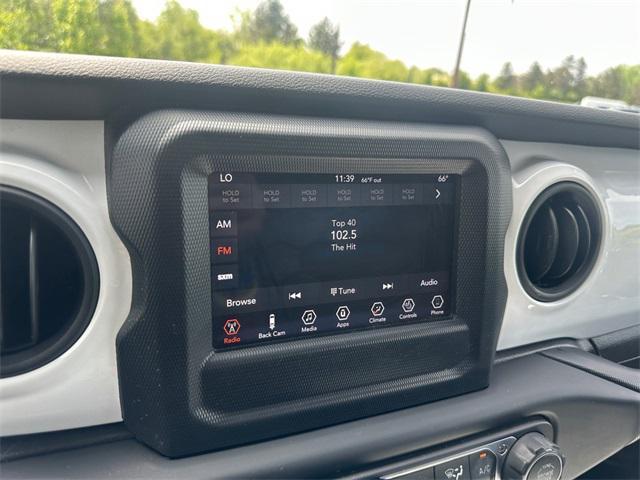 LO 11:39 66°F out 66°
HOLD to Set HOLD to Set HOLD to Set HOLD to Set HOLD to Set HOLD to Set
AM
FM
sxm
Top 40
102.5
The Hit
Browse Tune Audio
Radio Back Cam Media Apps Climate Controls Phone
A/C